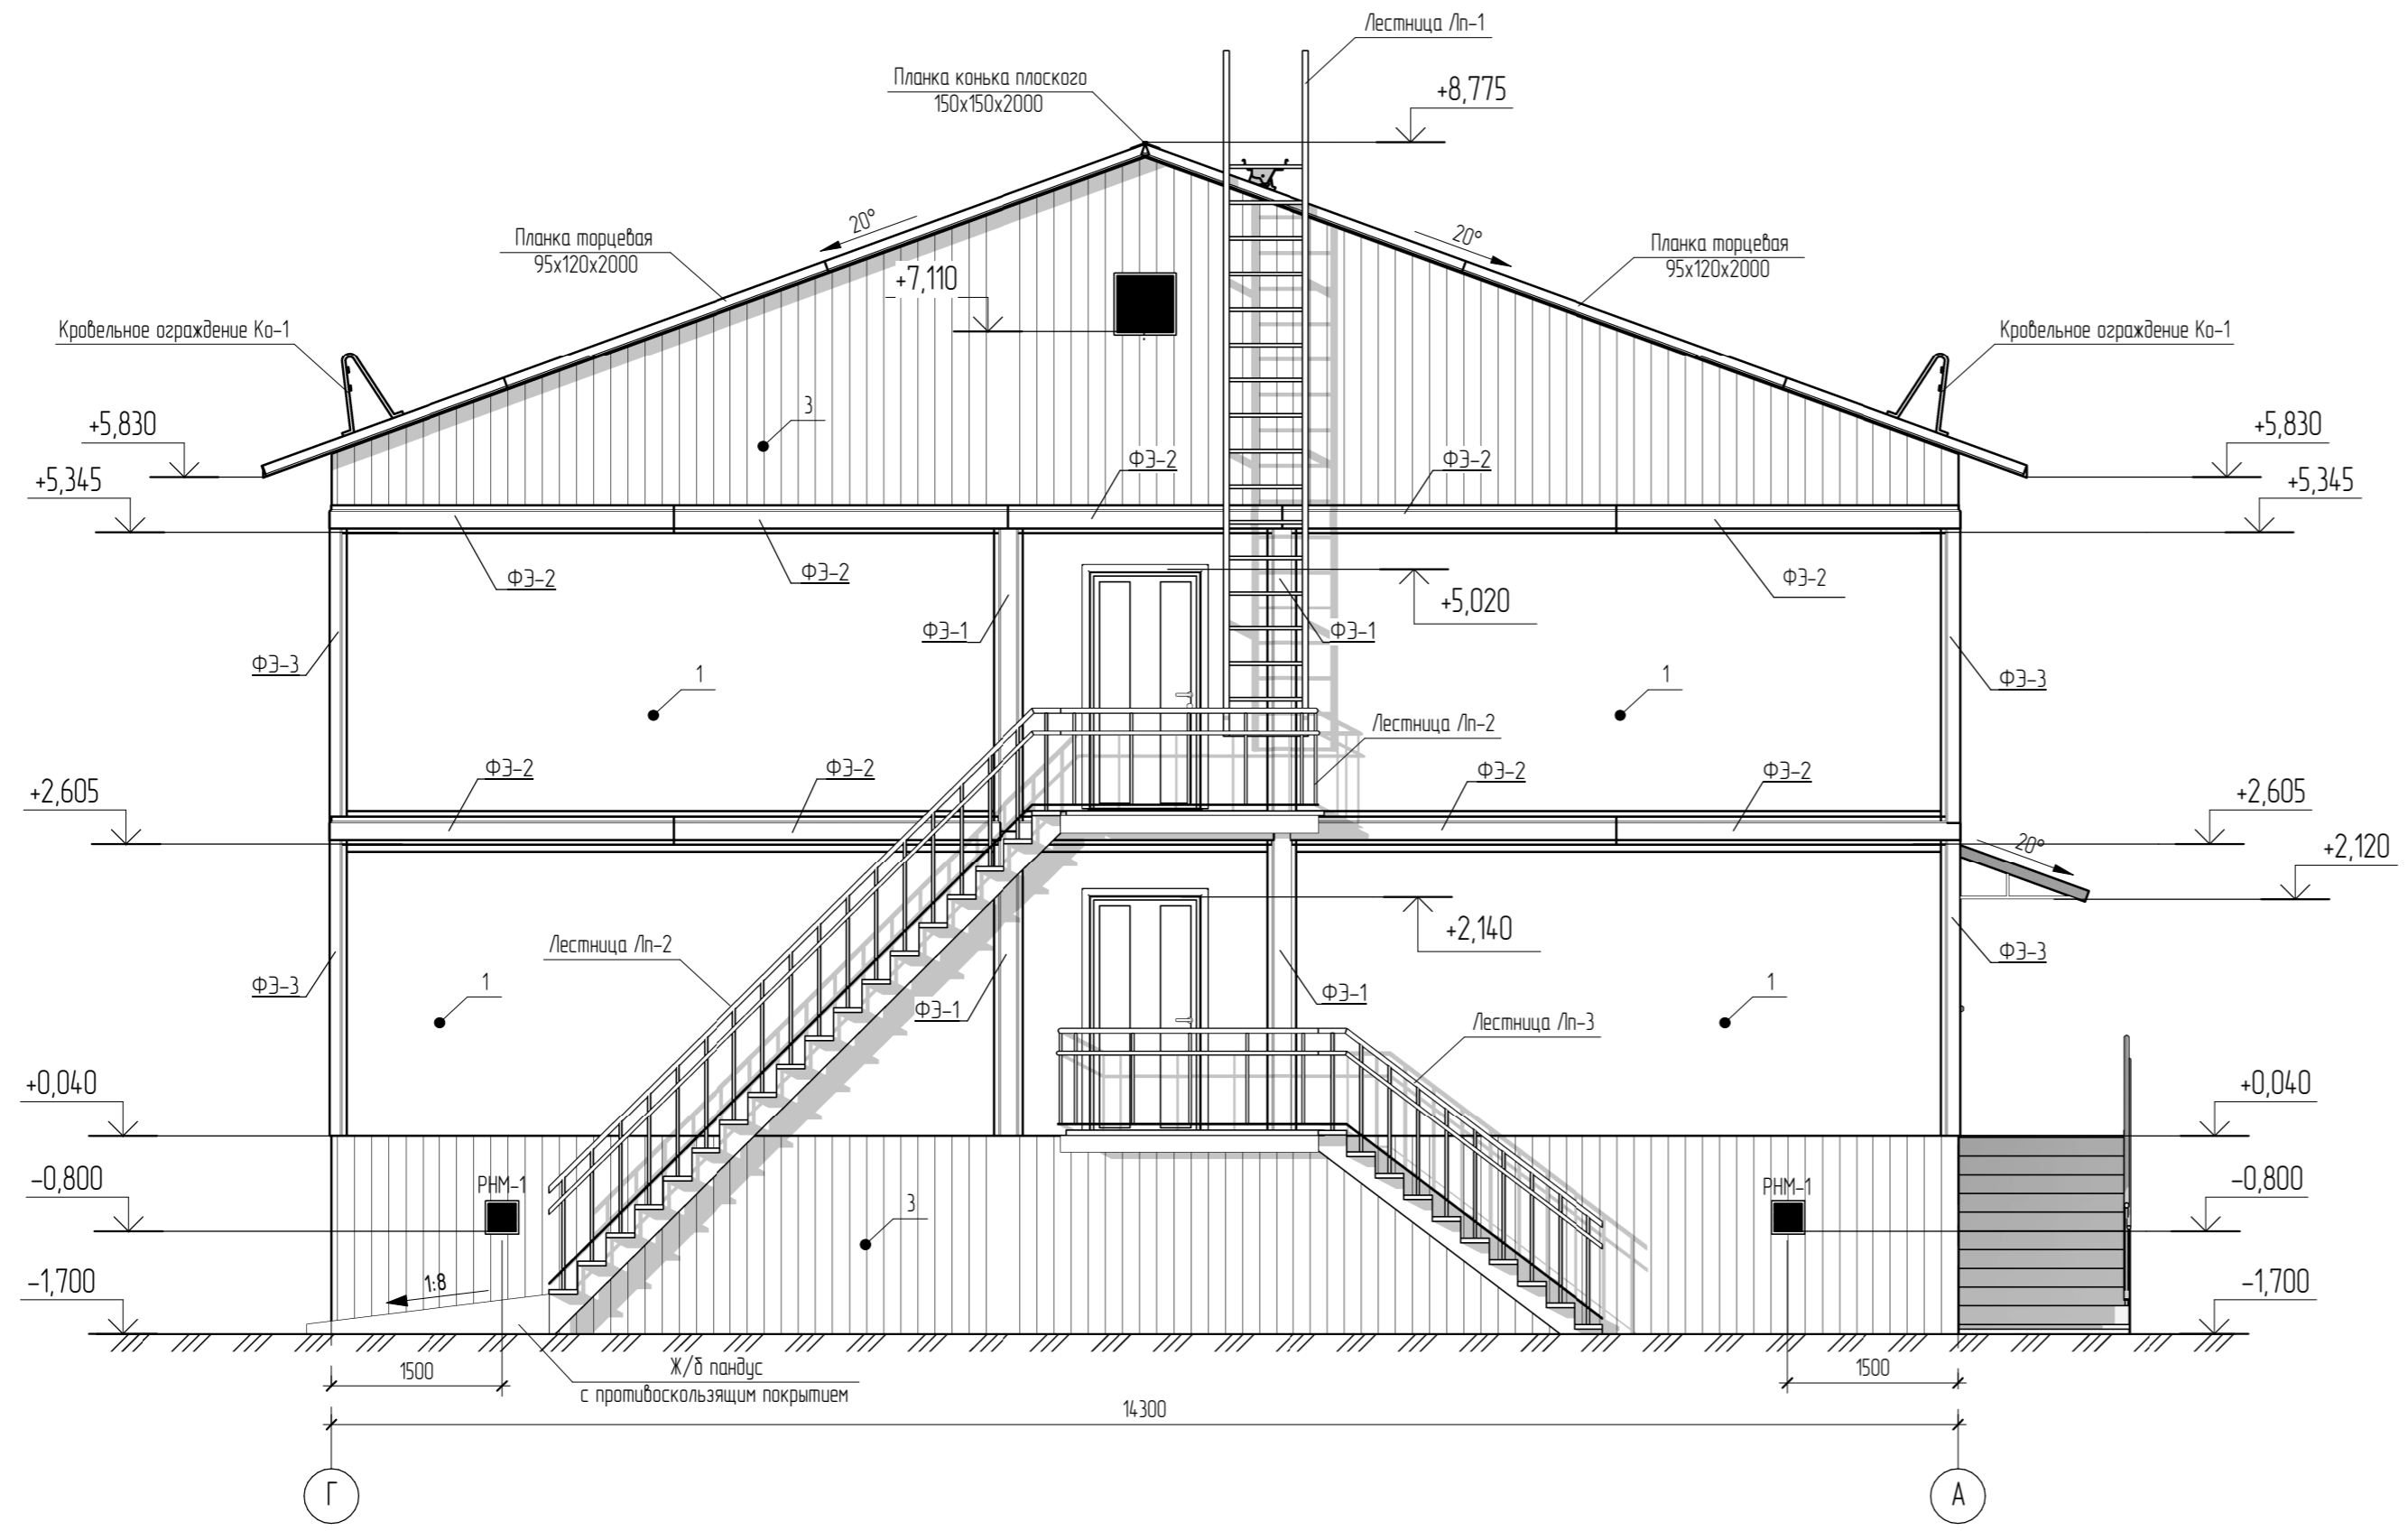 Лестница Лп-1
Планка конька плоского
150х150х2000
+8,775
20°
20°
Планка торцевая
95х120х2000
Планка торцевая
95х120х2000
+7,110
Кровельное ограждение Ко-1
Кровельное ограждение Ко-1
3
+5,830
+5,830
ФЭ-2
ФЭ-2
+5,345
+5,345
ФЭ-2
ФЭ-2
ФЭ-2
+5,020
ФЭ-1
ФЭ-1
ФЭ-3
1
1
ФЭ-3
Лестница Лп-2
ФЭ-2
ФЭ-2
ФЭ-2
ФЭ-2
+2,605
+2,605
20°
+2,120
+2,140
Лестница Лп-2
ФЭ-3
1
ФЭ-1
ФЭ-1
1
ФЭ-3
Лестница Лп-3
+0,040
+0,040
-0,800
РНМ-1
3
РНМ-1
-0,800
-1,700
1:8
-1,700
1500
Ж/б пандус
с противоскользящим покрытием
1500
14300
Г
А